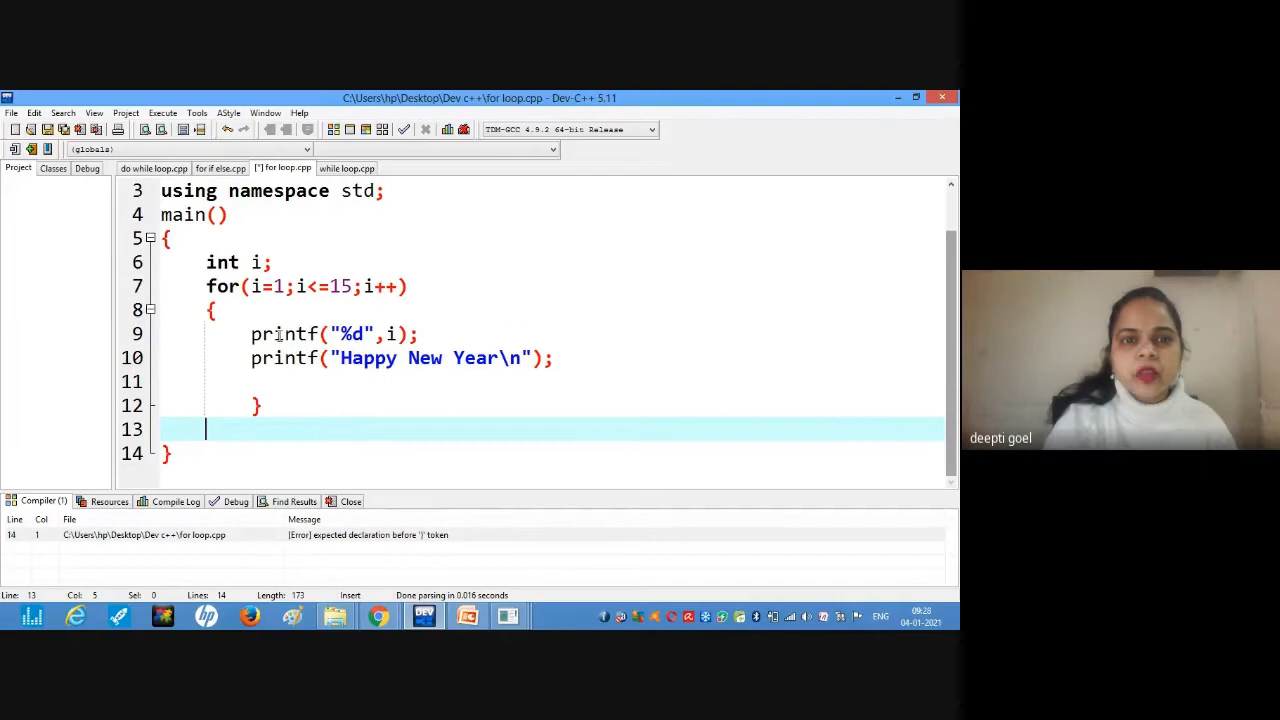 C:\Users\hp\Desktop\Dev c++\for loop.cpp - Dev-C++ 5.11
File Edit Search View Project Execute Tools AStyle Window Help
TDM-GCC 4.9.2 64-bit Release
(globals)
Project Classes Debug do while loop.cpp for if else.cpp [*] for loop.cpp while loop.cpp
3 using namespace std;
4 main()
5 {
6 int i;
7 for(i=1;i<=15;i++)
8 {
9 printf("%d",i);
10 printf("Happy New Year\n");
11
12 }
13
14 }
deepti goel
Compiler (1) Resources Compile Log Debug Find Results Close
Line Col File Message
14 1 C:\Users\hp\Desktop\Dev c++\for loop.cpp [Error] expected declaration before '}' token
Line: 13 Col: 5 Sel: 0 Lines: 14 Length: 173 Insert Done parsing in 0.016 seconds
hp DEV ENG 09:28
04-01-2021